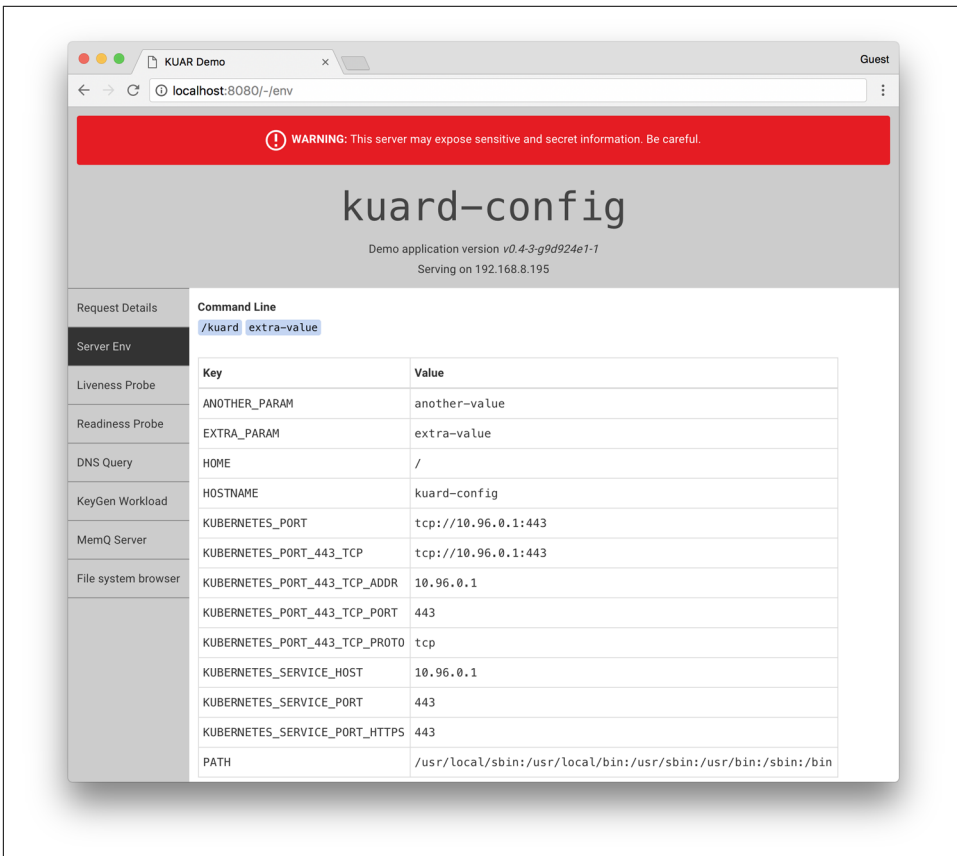 KUAR Demo
Guest
localhost:8080/-/env
WARNING: This server may expose sensitive and secret information. Be careful.
kuard-config
Demo application version v0.4-3-g9d924e1-1
Serving on 192.168.8.195
Request Details
Server Env
Liveness Probe
Readiness Probe
DNS Query
KeyGen Workload
MemQ Server
File system browser
Command Line
/kuard extra-value
Key Value
ANOTHER_PARAM another-value
EXTRA_PARAM extra-value
HOME /
HOSTNAME kuard-config
KUBERNETES_PORT tcp://10.96.0.1:443
KUBERNETES_PORT_443_TCP tcp://10.96.0.1:443
KUBERNETES_PORT_443_TCP_ADDR 10.96.0.1
KUBERNETES_PORT_443_TCP_PORT 443
KUBERNETES_PORT_443_TCP_PROTO tcp
KUBERNETES_SERVICE_HOST 10.96.0.1
KUBERNETES_SERVICE_PORT 443
KUBERNETES_SERVICE_PORT_HTTPS 443
PATH /usr/local/sbin:/usr/local/bin:/usr/sbin:/usr/bin:/sbin:/bin